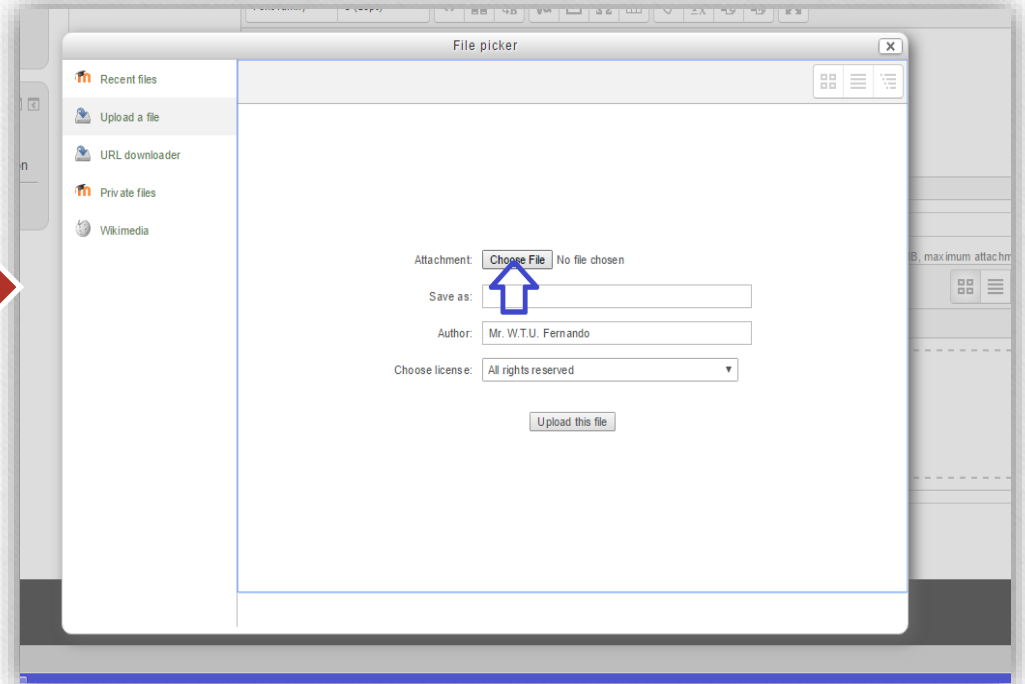 File picker
Recent files
Upload a file
URL downloader
Private files
Wikimedia
Attachment: Choose File No file chosen
Save as:
Author: Mr. W.T.U. Fernando
Choose license: All rights reserved
Upload this file
B, maximum attachm
on